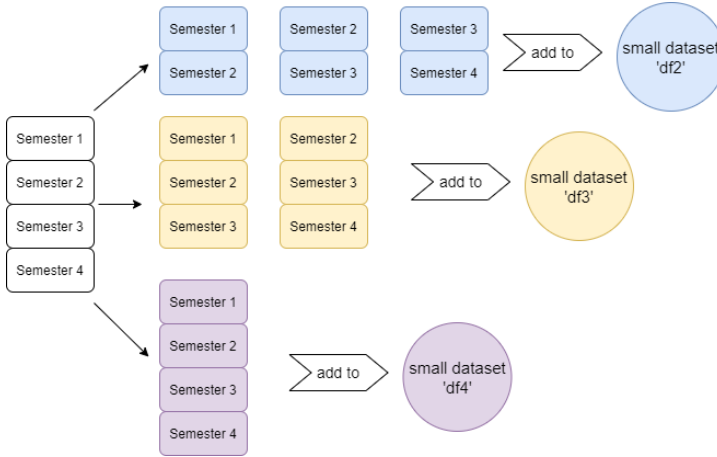 Semester 1
Semester 2
Semester 3
Semester 4
Semester 1
Semester 2
Semester 2
Semester 3
Semester 3
Semester 4
add to
small dataset
'df2'
Semester 1
Semester 2
Semester 3
Semester 2
Semester 3
Semester 4
add to
small dataset
'df3'
Semester 1
Semester 2
Semester 3
Semester 4
add to
small dataset
'df4'